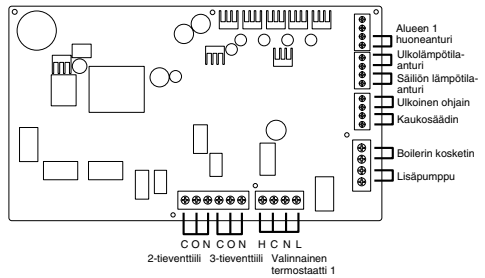 Alueen 1
huoneanturi
Ulkolämpötila-
anturi
Säiliön lämpötila-
anturi
Ulkoinen ohjain
Kaukosäädin
Boilerin kosketin
Lisäpumppu
C O N C O N H C N L
2-tieventtiili 3-tieventtiili Valinnainen
termostaatti 1